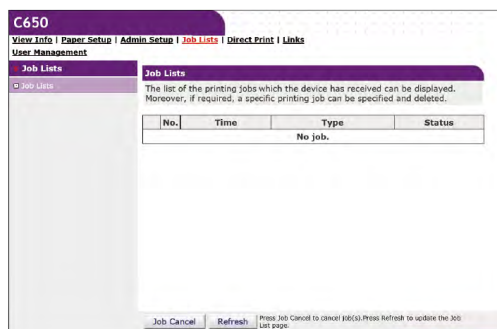 C650
View Info | Paper Setup | Admin Setup | Job Lists | Direct Print | Links
User Management
Job Lists
Job Lists
Job Lists
The list of the printing jobs which the device has received can be displayed.
Moreover, if required, a specific printing job can be specified and deleted.
No. Time Type Status
No job.
Job Cancel Refresh Press Job Cancel to cancel job(s).Press Refresh to update the Job
List page.